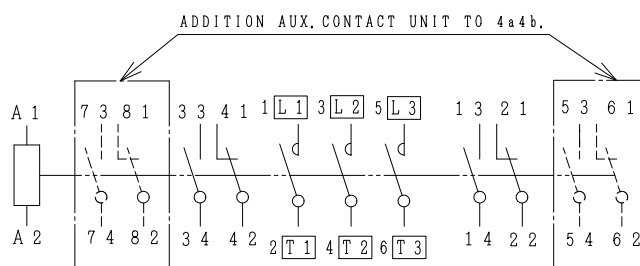 ADDITION AUX. CONTACT UNIT TO 4a4b.
A1 73 81 33 41 1 L1 3 L2 5 L3 13 21 53 61
A2 74 82 34 42 2 T1 4 T2 6 T3 14 22 54 62